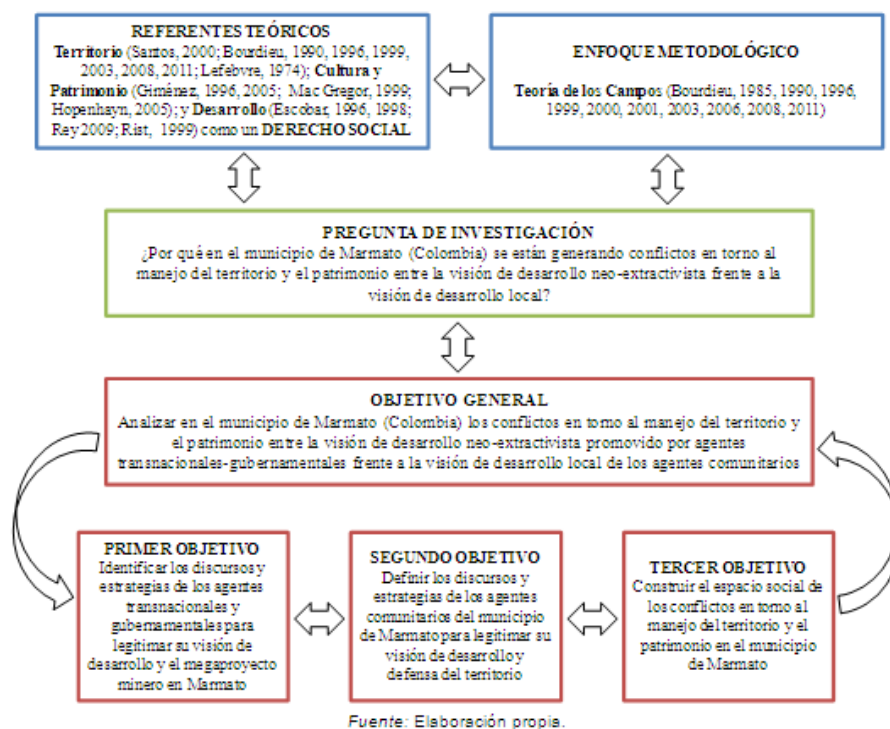 REFERENTES TEÓRICOS
Territorio (Santos, 2000; Bourdieu, 1990, 1996, 1999,
2003, 2008, 2011; Lefebvre, 1974); Cultura y
Patrimonio (Giménez, 1996, 2005; Mac Gregor, 1999;
Hopenhayn, 2005); y Desarrollo (Escobar, 1996, 1998;
Rey 2009; Rist, 1999) como un DERECHO SOCIAL
ENFOQUE METODOLÓGICO
Teoría de los Campos (Bourdieu, 1985, 1990, 1996,
1999, 2000, 2001, 2003, 2006, 2008, 2011)
PREGUNTA DE INVESTIGACIÓN
¿Por qué en el municipio de Marmato (Colombia) se están generando conflictos en torno al
manejo del territorio y el patrimonio entre la visión de desarrollo neo-extractivista frente a la
visión de desarrollo local?
OBJETIVO GENERAL
Analizar en el municipio de Marmato (Colombia) los conflictos en torno al manejo del territorio y
el patrimonio entre la visión de desarrollo neo-extractivista promovido por agentes
transnacionales-gubernamentales frente a la visión de desarrollo local de los agentes comunitarios
PRIMER OBJETIVO
Identificar los discursos y
estrategias de los agentes
transnacionales y
gubernamentales para
legitimar su visión de
desarrollo y el megaproyecto
minero en Marmato
SEGUNDO OBJETIVO
Definir los discursos y
estrategias de los agentes
comunitarios del municipio
de Marmato para legitimar su
visión de desarrollo y
defensa del territorio
TERCER OBJETIVO
Construir el espacio social de
los conflictos en torno al
manejo del territorio y el
patrimonio en el municipio
de Marmato
Fuente: Elaboración propia.